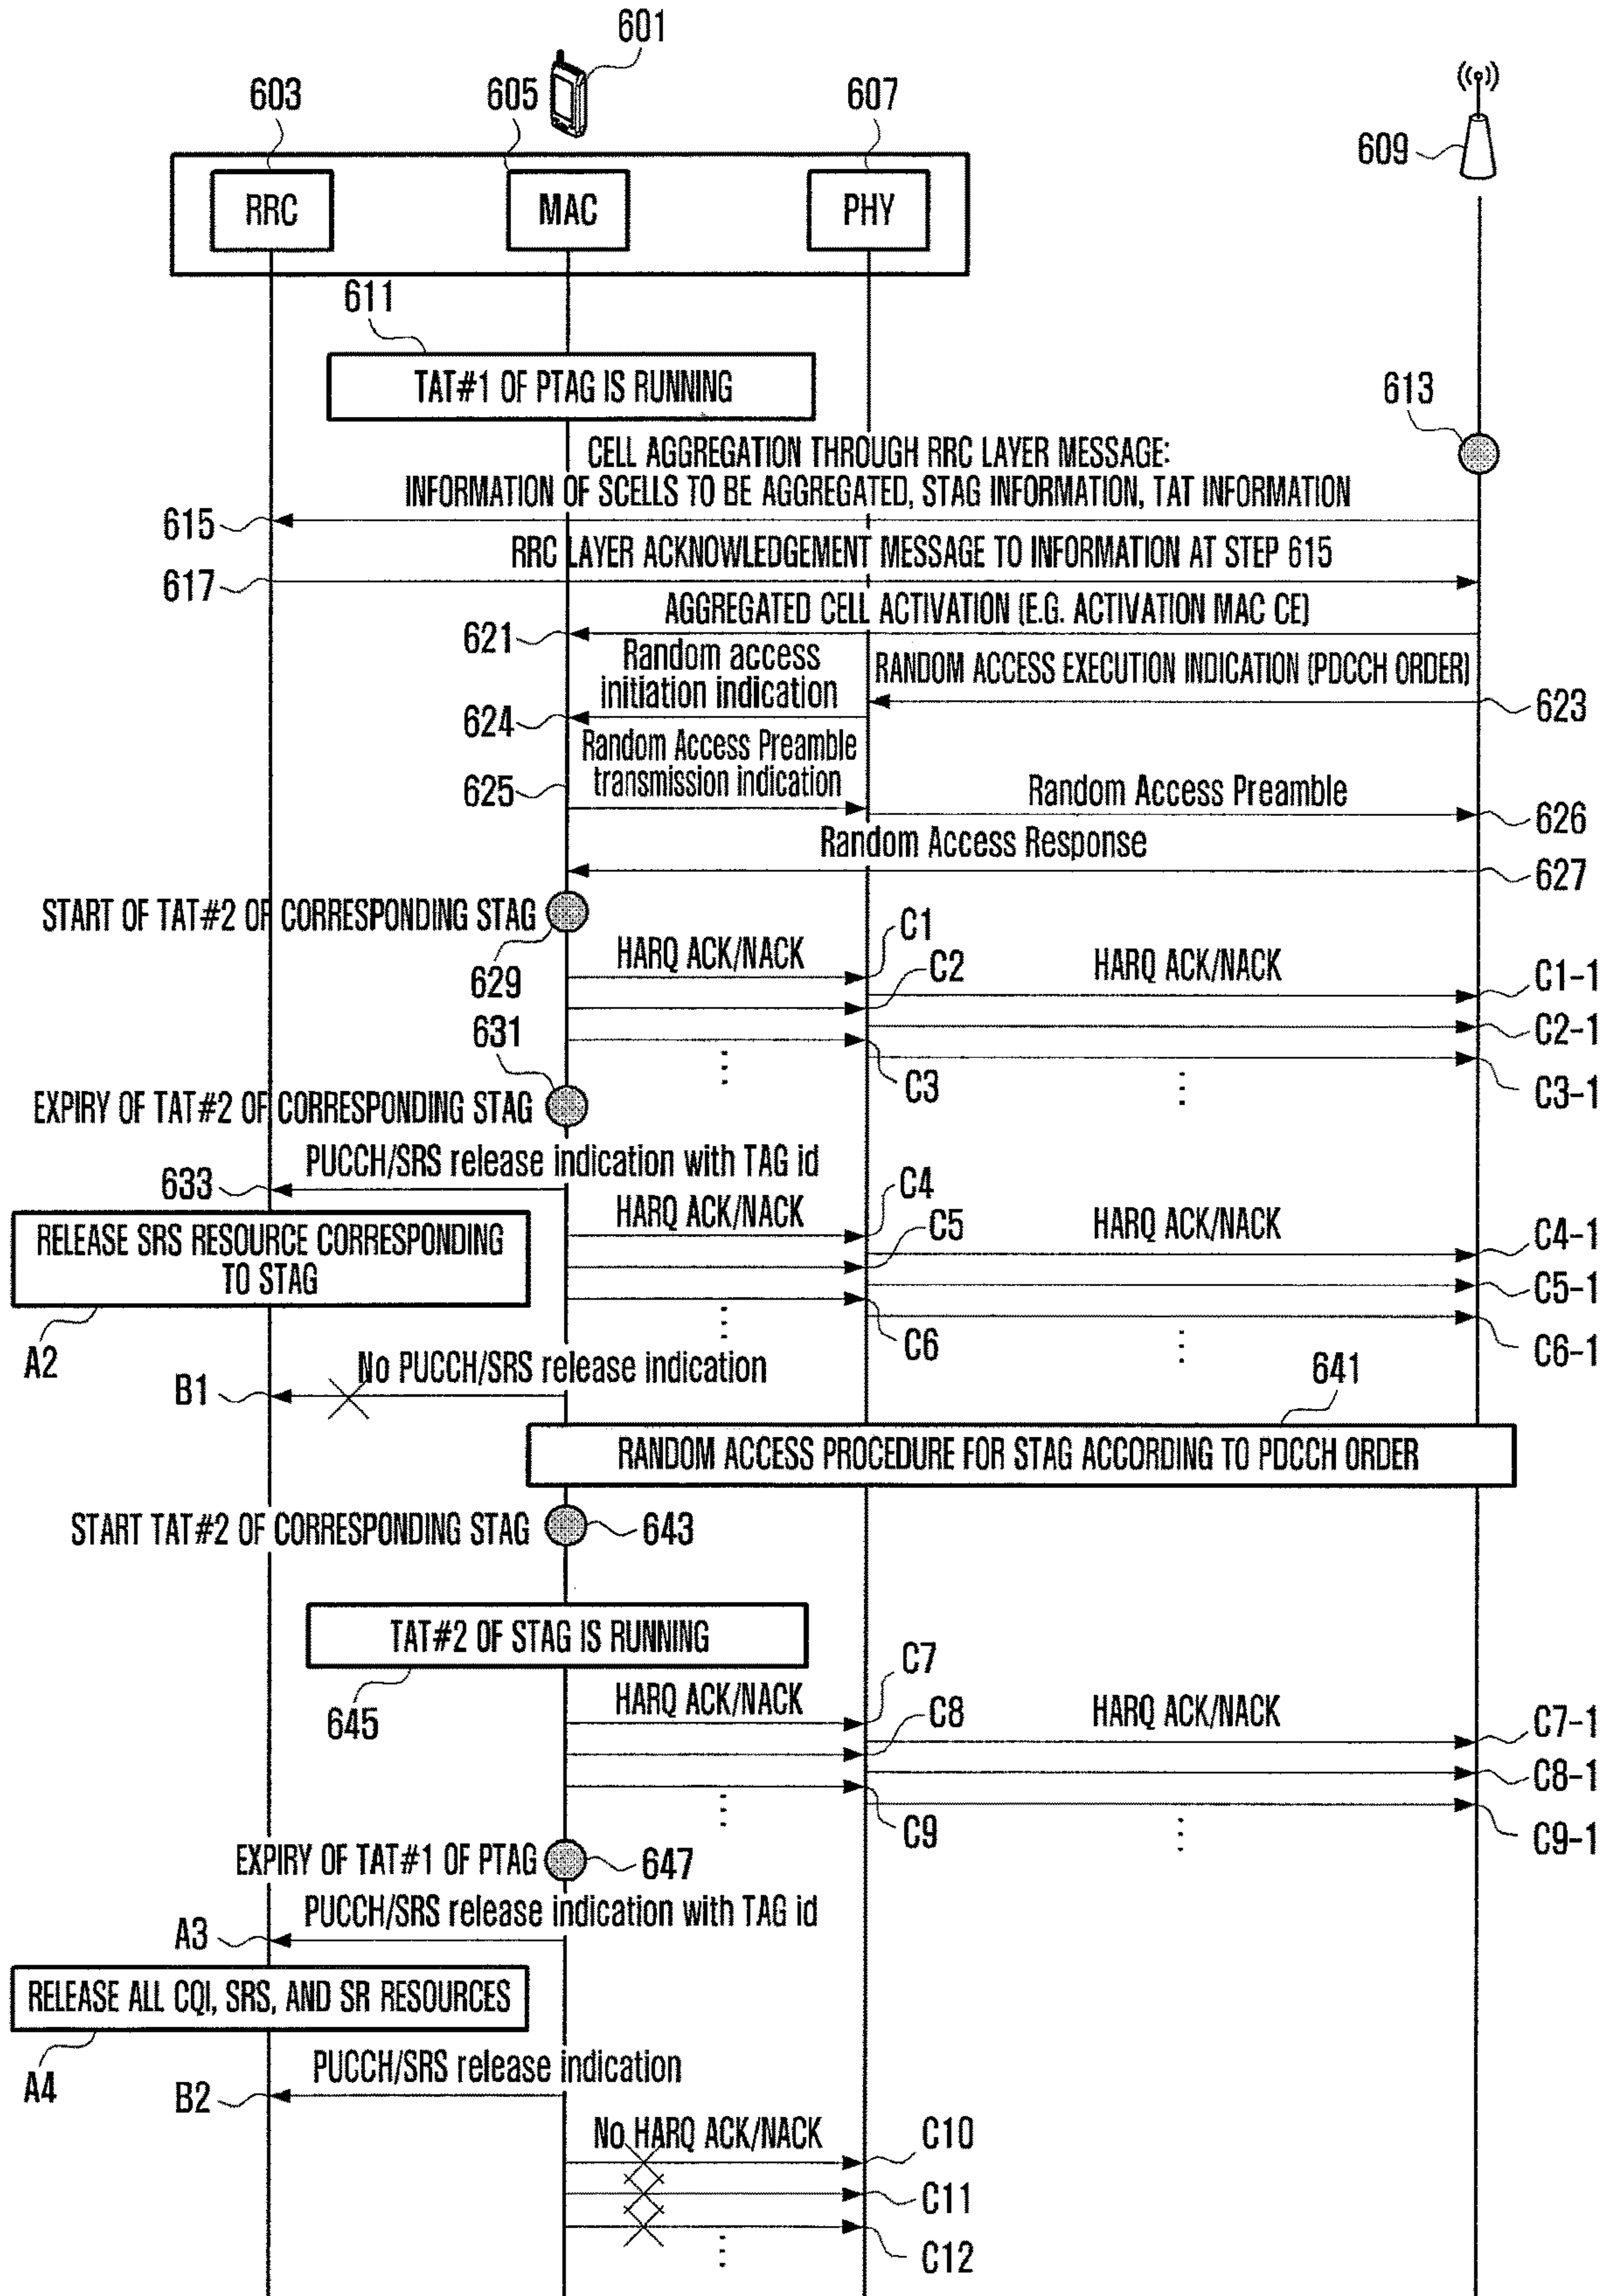 601
603
605
607
609
RRC
MAC
PHY
611
TAT#1 OF PTAG IS RUNNING
613
CELL AGGREGATION THROUGH RRC LAYER MESSAGE:
INFORMATION OF SCELLS TO BE AGGREGATED, STAG INFORMATION, TAT INFORMATION
615
RRC LAYER ACKNOWLEDGEMENT MESSAGE TO INFORMATION AT STEP 615
617
AGGREGATED CELL ACTIVATION (E.G. ACTIVATION MAC CE)
621
Random access
initiation indication
RANDOM ACCESS EXECUTION INDICATION (PDCCH ORDER)
623
624
Random Access Preamble
transmission indication
625
Random Access Preamble
626
Random Access Response
627
START OF TAT#2 OF CORRESPONDING STAG
629
HARQ ACK/NACK
C1
HARQ ACK/NACK
C1-1
C2
C2-1
631
C3
C3-1
EXPIRY OF TAT#2 OF CORRESPONDING STAG
PUCCH/SRS release indication with TAG id
633
HARQ ACK/NACK
C4
HARQ ACK/NACK
C4-1
RELEASE SRS RESOURCE CORRESPONDING
TO STAG
C5
C5-1
A2
C6
C6-1
No PUCCH/SRS release indication
B1
641
RANDOM ACCESS PROCEDURE FOR STAG ACCORDING TO PDCCH ORDER
START TAT#2 OF CORRESPONDING STAG
643
TAT#2 OF STAG IS RUNNING
645
HARQ ACK/NACK
C7
HARQ ACK/NACK
C7-1
C8
C8-1
C9
C9-1
EXPIRY OF TAT#1 OF PTAG
647
PUCCH/SRS release indication with TAG id
A3
RELEASE ALL CQI, SRS, AND SR RESOURCES
A4
PUCCH/SRS release indication
B2
No HARQ ACK/NACK
C10
C11
C12